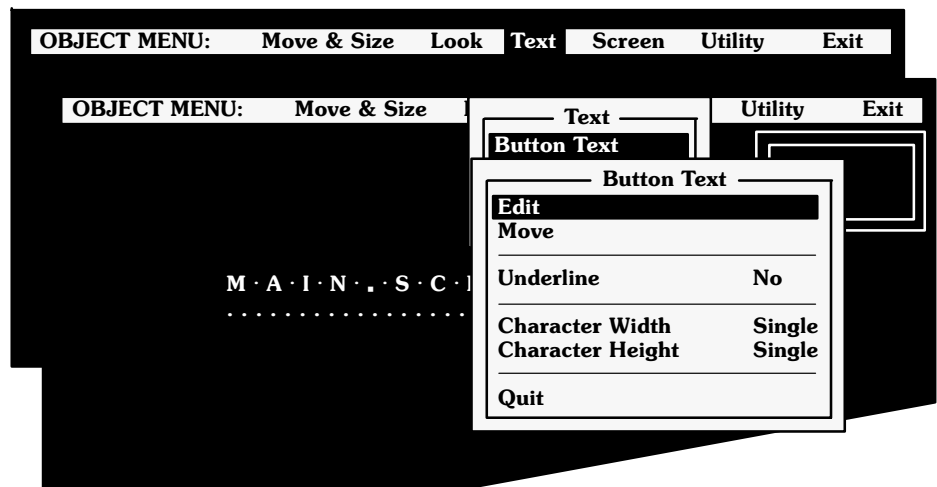 OBJECT MENU: Move & Size Look Text Screen Utility Exit
OBJECT MENU: Move & Size Utility Exit
Text
Button Text
Button Text
Edit
Move
Underline No
M·A·I·N·.·S·C·
Character Width Single
Character Height Single
Quit